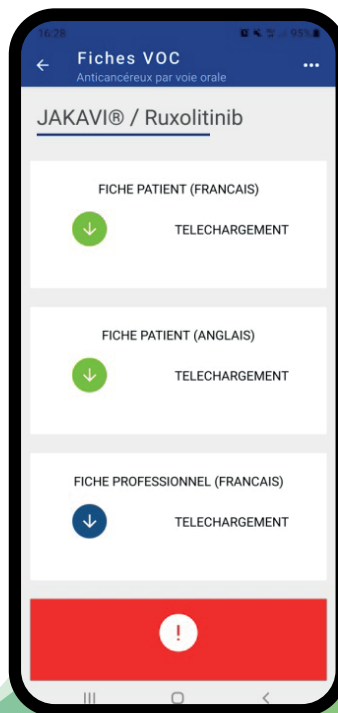 16:28
95%
Fiches VOC
Anticancéreux par voie orale
JAKAVI® / Ruxolitinib
FICHE PATIENT (FRANCAIS)
TELECHARGEMENT
FICHE PATIENT (ANGLAIS)
TELECHARGEMENT
FICHE PROFESSIONNEL (FRANCAIS)
TELECHARGEMENT
!